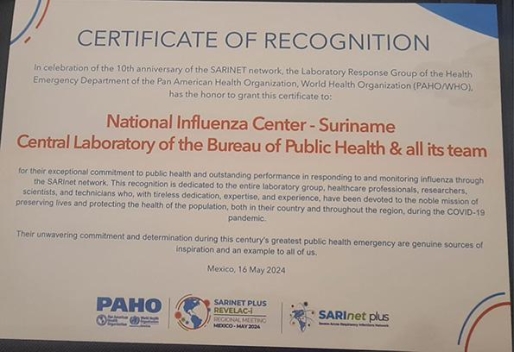 CERTIFICATE OF RECOGNITION
In celebration of the 10th anniversary of the SARINET network, the Laboratory Response Group of the Health
Emergency Department of the Pan American Health Organization, World Health Organization (PAHO/WHO),
has the honor to grant this certificate to:
National Influenza Center - Suriname
Central Laboratory of the Bureau of Public Health & all its team
for their exceptional commitment to public health and outstanding performance in responding to and monitoring influenza through
the SARInet network. This recognition is dedicated to the entire laboratory group, healthcare professionals, researchers,
scientists, and technicians who, with tireless dedication, expertise, and experience, have been devoted to the noble mission of
preserving lives and protecting the health of the population, both in their country and throughout the region, during the COVID-19
pandemic.
Their unwavering commitment and determination during this century's greatest public health emergency are genuine sources of
inspiration and an example to all of us.
Mexico, 16 May 2024
PAHO
Pan American Health Organization
World Health Organization
SARINET PLUS
REVELAC-i
REGIONAL MEETING
MEXICO - MAY 2024
SARInet plus